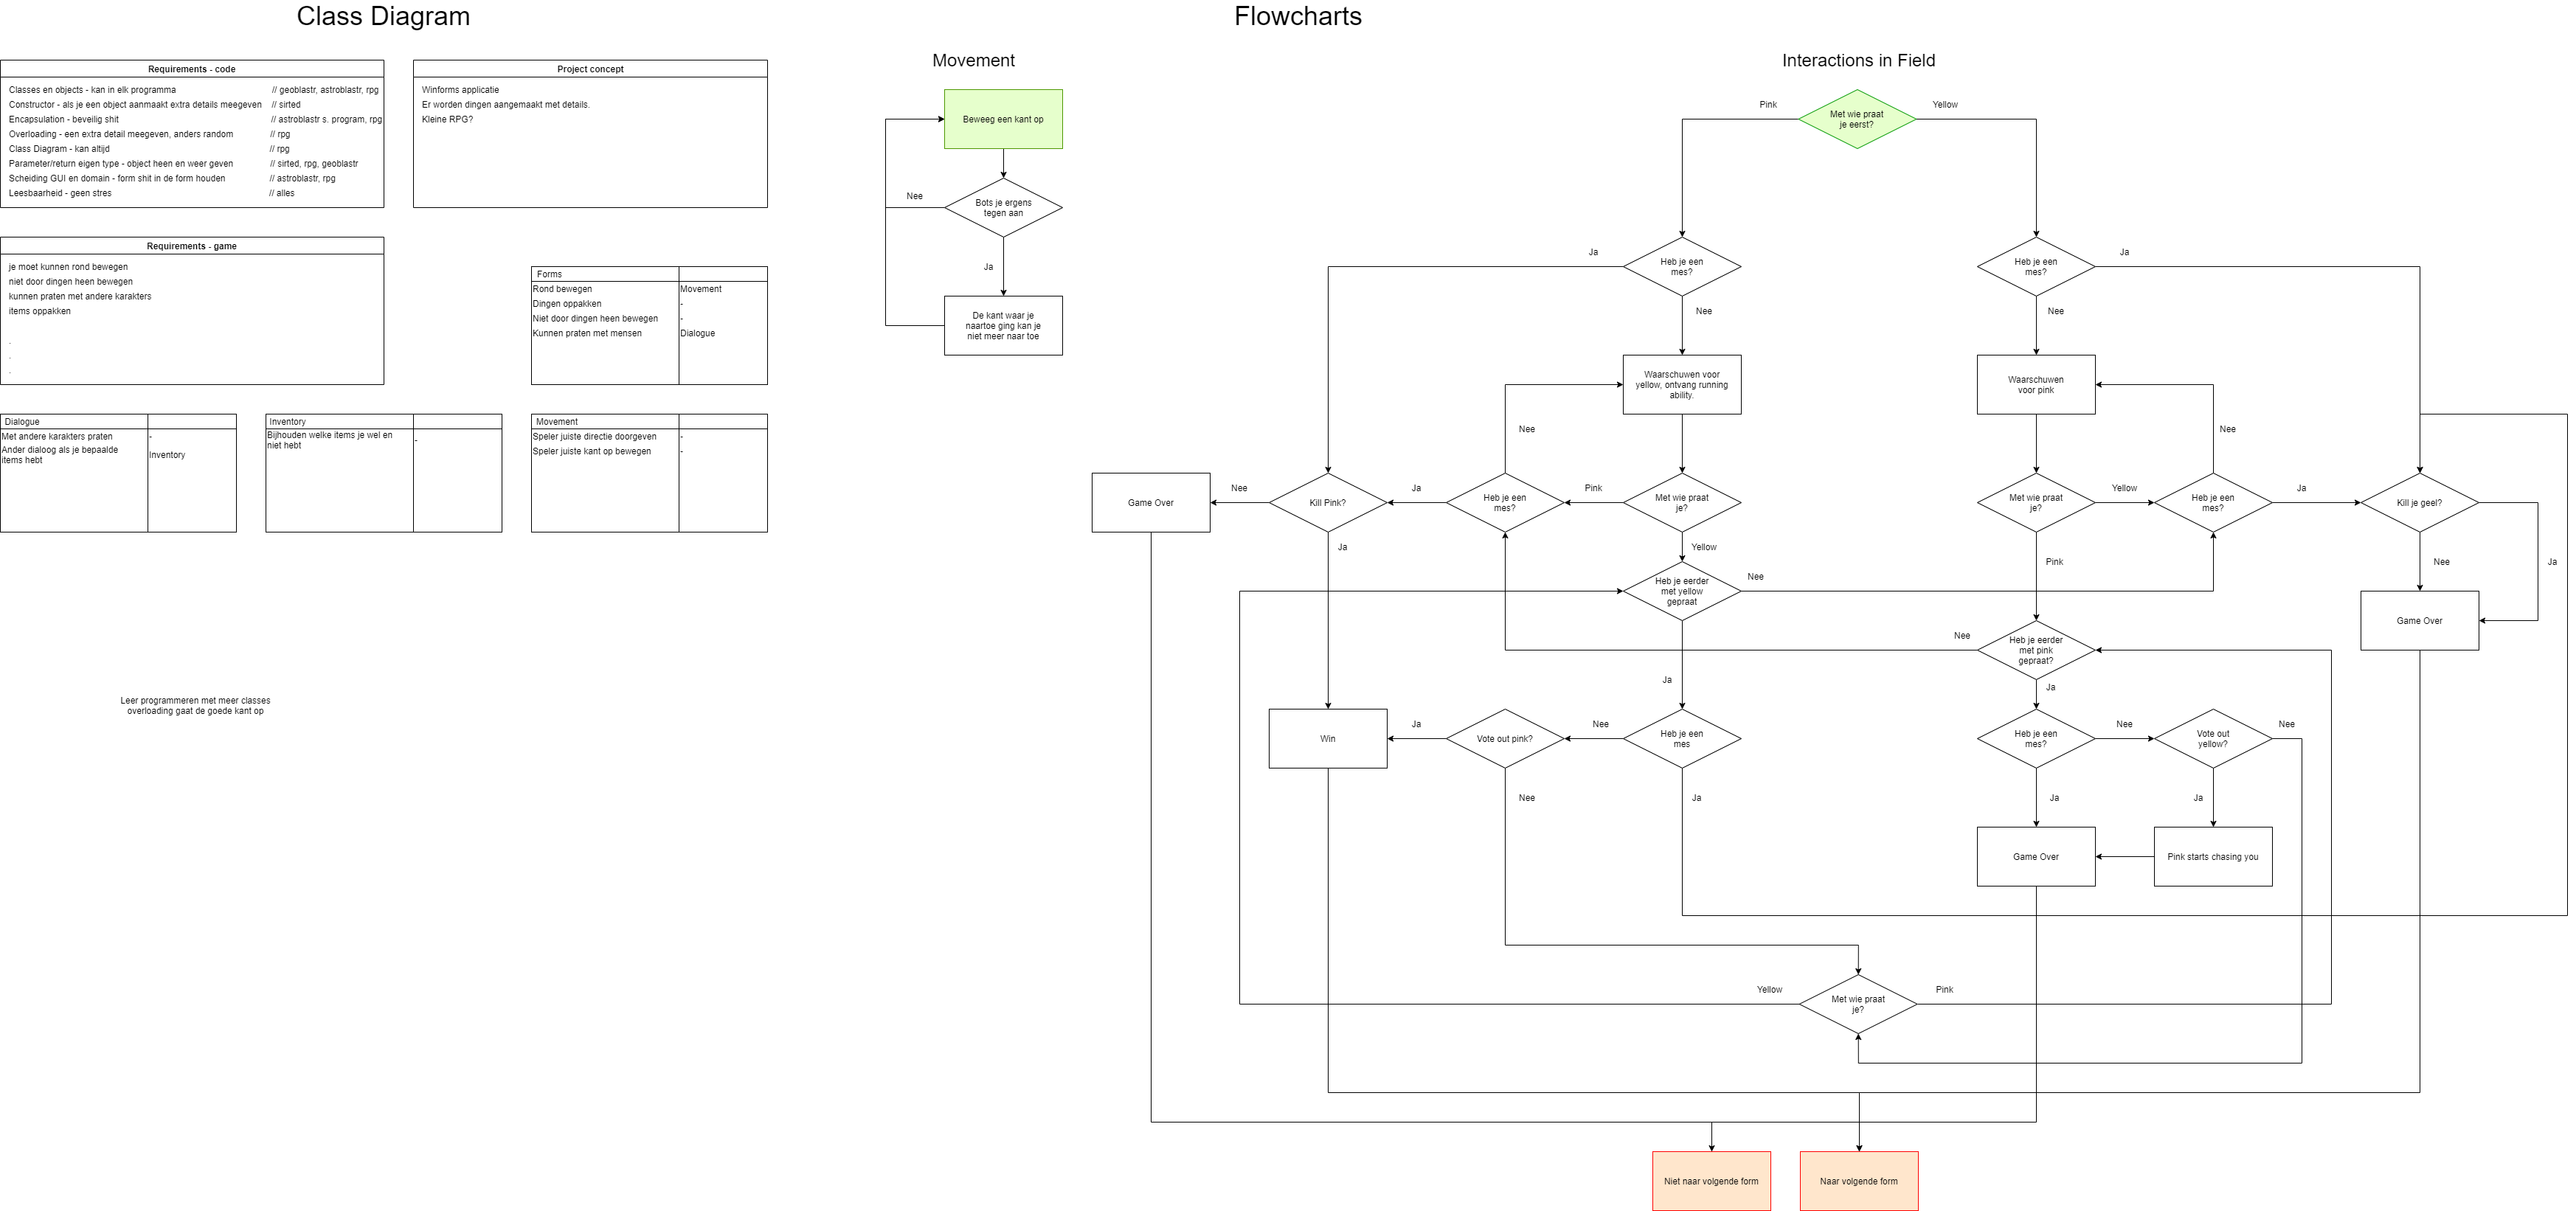 Class Diagram
Flowcharts
Requirements - code
Classes en objects - kan in elk programma // geoblastr, astroblastr, rpg
Constructor - als je een object aanmaakt extra details meegeven // sirted
Encapsulation - beveilig shit // astroblastr s. program, rpg
Overloading - een extra detail meegeven, anders random // rpg
Class Diagram - kan altijd // rpg
Parameter/return eigen type - object heen en weer geven // sirted, rpg, geoblastr
Scheiding GUI en domain - form shit in de form houden // astroblastr, rpg
Leesbaarheid - geen stres // alles
Project concept
Winforms applicatie
Er worden dingen aangemaakt met details.
Kleine RPG?
Requirements - game
je moet kunnen rond bewegen
niet door dingen heen bewegen
kunnen praten met andere karakters
items oppakken
.
.
.
Forms
Rond bewegen
Movement
Dingen oppakken
-
Niet door dingen heen bewegen
-
Kunnen praten met mensen
Dialogue
Dialogue
Met andere karakters praten
-
Ander dialoog als je bepaalde
items hebt
Inventory
Inventory
Bijhouden welke items je wel en
niet hebt
-
Movement
Speler juiste directie doorgeven
-
Speler juiste kant op bewegen
-
Leer programmeren met meer classes
overloading gaat de goede kant op
Movement
Beweeg een kant op
Nee
Bots je ergens
tegen aan
Ja
De kant waar je
naartoe ging kan je
niet meer naar toe
Interactions in Field
Pink
Met wie praat
je eerst?
Yellow
Ja
Heb je een
mes?
Heb je een
mes?
Ja
Nee
Nee
Waarschuwen voor
yellow, ontvang running
ability.
Waarschuwen
voor pink
Nee
Nee
Game Over
Nee
Kill Pink?
Ja
Heb je een
mes?
Pink
Met wie praat
je?
Met wie praat
je?
Yellow
Heb je een
mes?
Ja
Kill je geel?
Ja
Yellow
Pink
Nee
Ja
Heb je eerder
met yellow
gepraat
Nee
Game Over
Nee
Heb je eerder
met pink
gepraat?
Ja
Ja
Win
Ja
Vote out pink?
Nee
Heb je een
mes
Heb je een
mes?
Nee
Vote out
yellow?
Nee
Nee
Ja
Ja
Ja
Game Over
Pink starts chasing you
Yellow
Met wie praat
je?
Pink
Niet naar volgende form
Naar volgende form